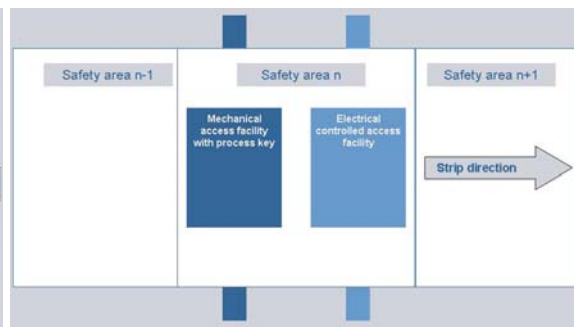 Safety area n-1
Safety area n
Safety area n+1
Mechanical
access facility
with process key
Electrical
controlled access
facility
Strip direction